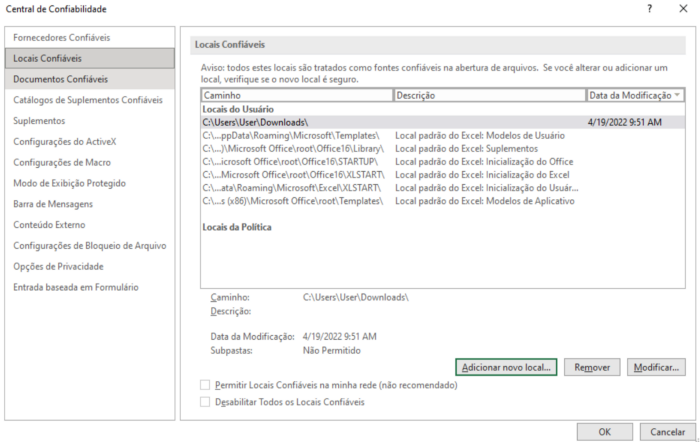 Central de Confiabilidade
? ×
Fornecedores Confiáveis
Locais Confiáveis
Documentos Confiáveis
Catálogos de Suplementos Confiáveis
Suplementos
Configurações do ActiveX
Configurações de Macro
Modo de Exibição Protegido
Barra de Mensagens
Conteúdo Externo
Configurações de Bloqueio de Arquivo
Opções de Privacidade
Entrada baseada em Formulário
Locais Confiáveis
Aviso: todos estes locais são tratados como fontes confiáveis na abertura de arquivos. Se você alterar ou adicionar um
local, verifique se o novo local é seguro.
Caminho Descrição Data da Modificação
Locais do Usuário
C:\Users\User\Downloads\ 4/19/2022 9:51 AM
C:\...ppData\Roaming\Microsoft\Templates\ Local padrão do Excel: Modelos de Usuário
C:\...)\Microsoft Office\root\Office16\Library\ Local padrão do Excel: Suplementos
C:\...icrosoft Office\root\Office16\STARTUP\ Local padrão do Excel: Inicialização do Office
C:\...Microsoft Office\root\Office16\XLSTART\ Local padrão do Excel: Inicialização do Excel
C:\...ata\Roaming\Microsoft\Excel\XLSTART\ Local padrão do Excel: Inicialização do Usuár...
C:\...s (x86)\Microsoft Office\root\Templates\ Local padrão do Excel: Modelos de Aplicativo
Locais da Política
Caminho: C:\Users\User\Downloads\
Descrição:
Data da Modificação: 4/19/2022 9:51 AM
Subpastas: Não Permitido
Adicionar novo local... Remover Modificar...
Permitir Locais Confiáveis na minha rede (não recomendado)
Desabilitar Todos os Locais Confiáveis
OK Cancelar